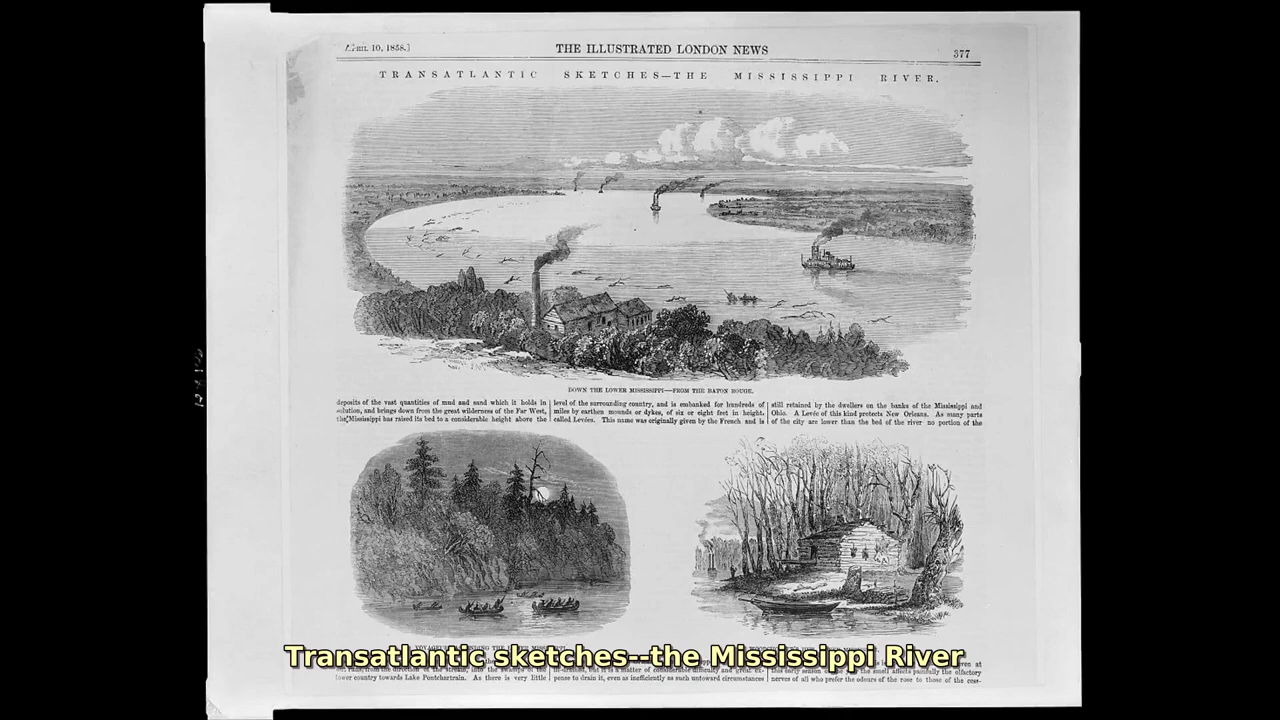 10, 1858.]
THE ILLUSTRATED LONDON NEWS
377
TRANSATLANTIC SKETCHES—THE MISSISSIPPI RIVER.
DOWN THE LOWER MISSISSIPPI—FROM THE BATON ROUGE.
deposits of the vast quantities of mud and sand which it holds in
solution, and brings down from the great wilderness of the Far West,
the Mississippi has raised its bed to a considerable height above the
level of the surrounding country, and is embanked for hundreds of
miles by earthen mounds or dykes, of six or eight feet in height,
called Levées. This name was originally given by the French and is
still retained by the dwellers on the banks of the Mississippi and
Ohio. A Levée of this kind protects New Orleans. As many parts
of the city are lower than the bed of the river no portion of the
Transatlantic sketches--the Mississippi River
lower country towards Lake Pontchartrain. As there is very little
pense to drain it, even as inefficiently as such untoward circumstances
nerves of all who prefer the odours of the rose to those of the cess-